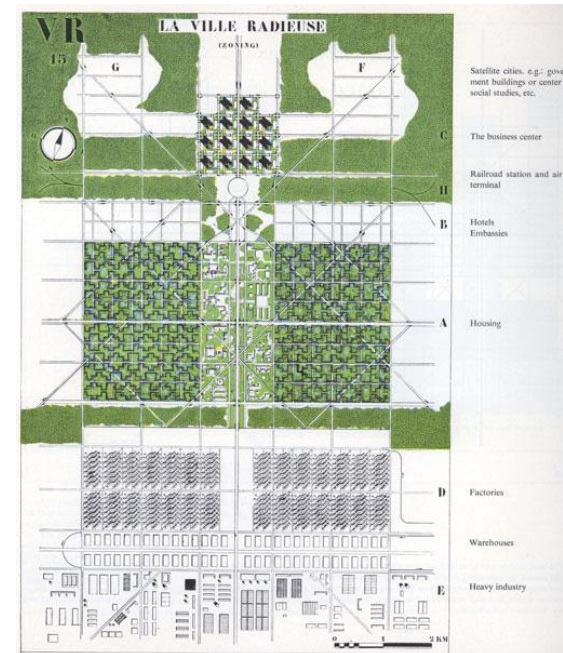 VR
15
LA VILLE RADIEUSE
(ZONING)
G
F
Satellite cities. e.g.: gove
ment buildings or center
social studies, etc.
C
The business center
H
Railroad station and air
terminal
B
Hotels
Embassies
A
Housing
D
Factories
Warehouses
E
Heavy industry
1
2 KM